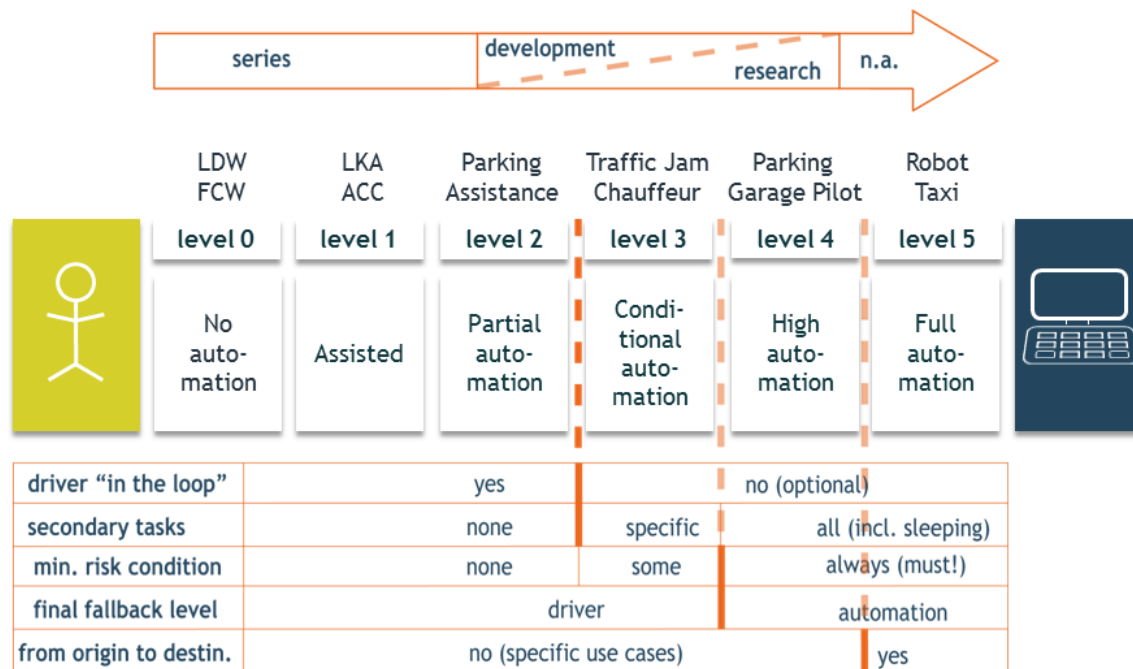 series
development
research
n.a.
LDW
FCW
LKA
ACC
Parking
Assistance
Traffic Jam
Chauffeur
Parking
Garage Pilot
Robot
Taxi
level 0
level 1
level 2
level 3
level 4
level 5
No
auto-
mation
Assisted
Partial
auto-
mation
Condi-
tional
auto-
mation
High
auto-
mation
Full
auto-
mation
driver “in the loop” yes no (optional)
secondary tasks none specific all (incl. sleeping)
min. risk condition none some always (must!)
final fallback level driver automation
from origin to destin. no (specific use cases) yes